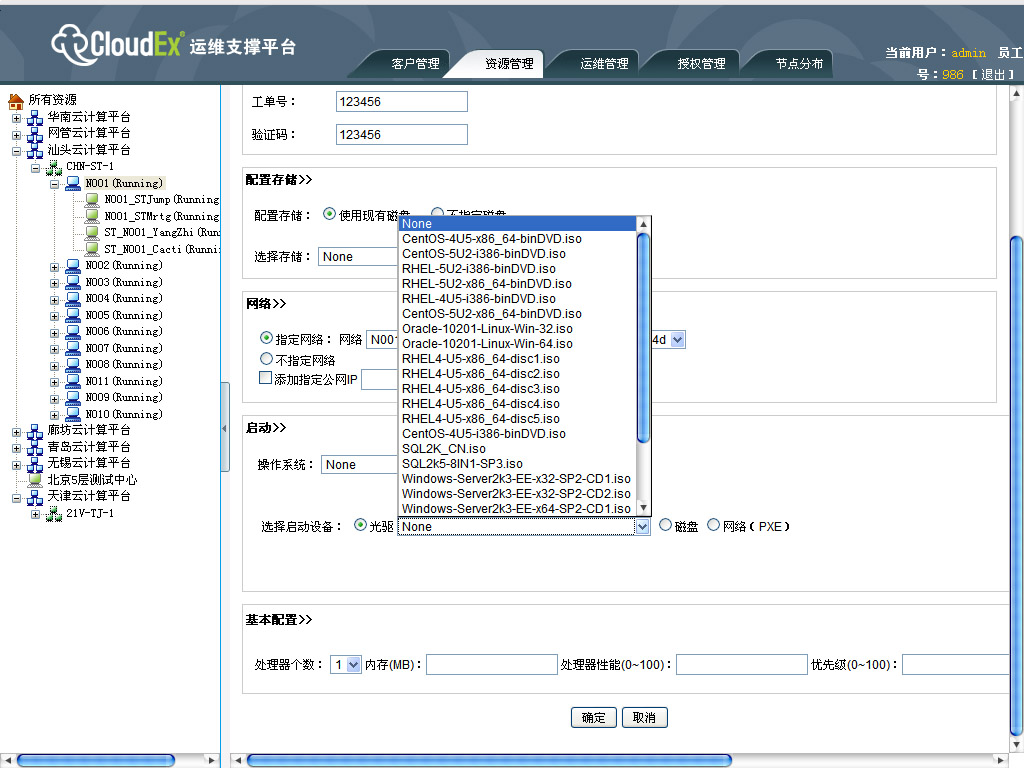 CloudEx® 运维支撑平台
客户管理
资源管理
运维管理
授权管理
节点分布
当前用户：admin 员工
号：986 [退出]
所有资源
华南云计算平台
网管云计算平台
汕头云计算平台
CHN-ST-1
N001(Running)
N001_STJump(Running
N001_STMrtg(Running
ST_N001_YangZhi(Run
ST_N001_Cacti(Runni
N002(Running)
N003(Running)
N004(Running)
N005(Running)
N006(Running)
N007(Running)
N008(Running)
N011(Running)
N009(Running)
N010(Running)
廊坊云计算平台
青岛云计算平台
无锡云计算平台
北京5层测试中心
天津云计算平台
21V-TJ-1
工单号： 123456
验证码： 123456
配置存储>>
配置存储： 使用现有磁盘 不指定磁盘
选择存储： None
网络>>
指定网络： 网络 N001 4d
不指定网络
添加指定公网IP
启动>>
操作系统： None
None
CentOS-4U5-x86_64-binDVD.iso
CentOS-5U2-i386-binDVD.iso
RHEL-5U2-i386-binDVD.iso
RHEL-5U2-x86_64-binDVD.iso
RHEL-4U5-i386-binDVD.iso
CentOS-5U2-x86_64-binDVD.iso
Oracle-10201-Linux-Win-32.iso
Oracle-10201-Linux-Win-64.iso
RHEL4-U5-x86_64-disc1.iso
RHEL4-U5-x86_64-disc2.iso
RHEL4-U5-x86_64-disc3.iso
RHEL4-U5-x86_64-disc4.iso
RHEL4-U5-x86_64-disc5.iso
CentOS-4U5-i386-binDVD.iso
SQL2K_CN.iso
SQL2k5-8IN1-SP3.iso
Windows-Server2k3-EE-x32-SP2-CD1.iso
Windows-Server2k3-EE-x32-SP2-CD2.iso
Windows-Server2k3-EE-x64-SP2-CD1.iso
选择启动设备： 光驱 None 磁盘 网络（PXE）
基本配置>>
处理器个数： 1 内存(MB)： 处理器性能(0~100)： 优先级(0~100)：
确定 取消